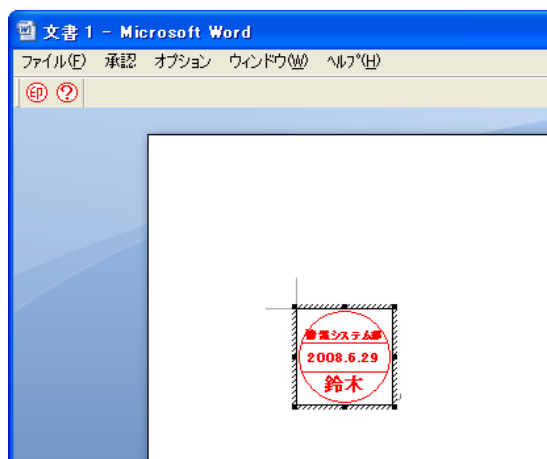 文書 1 - Microsoft Word
ファイル(F) 承認 オプション ウィンドウ(W) ヘルプ(H)
印 ?
システム部
2008.6.29
鈴木